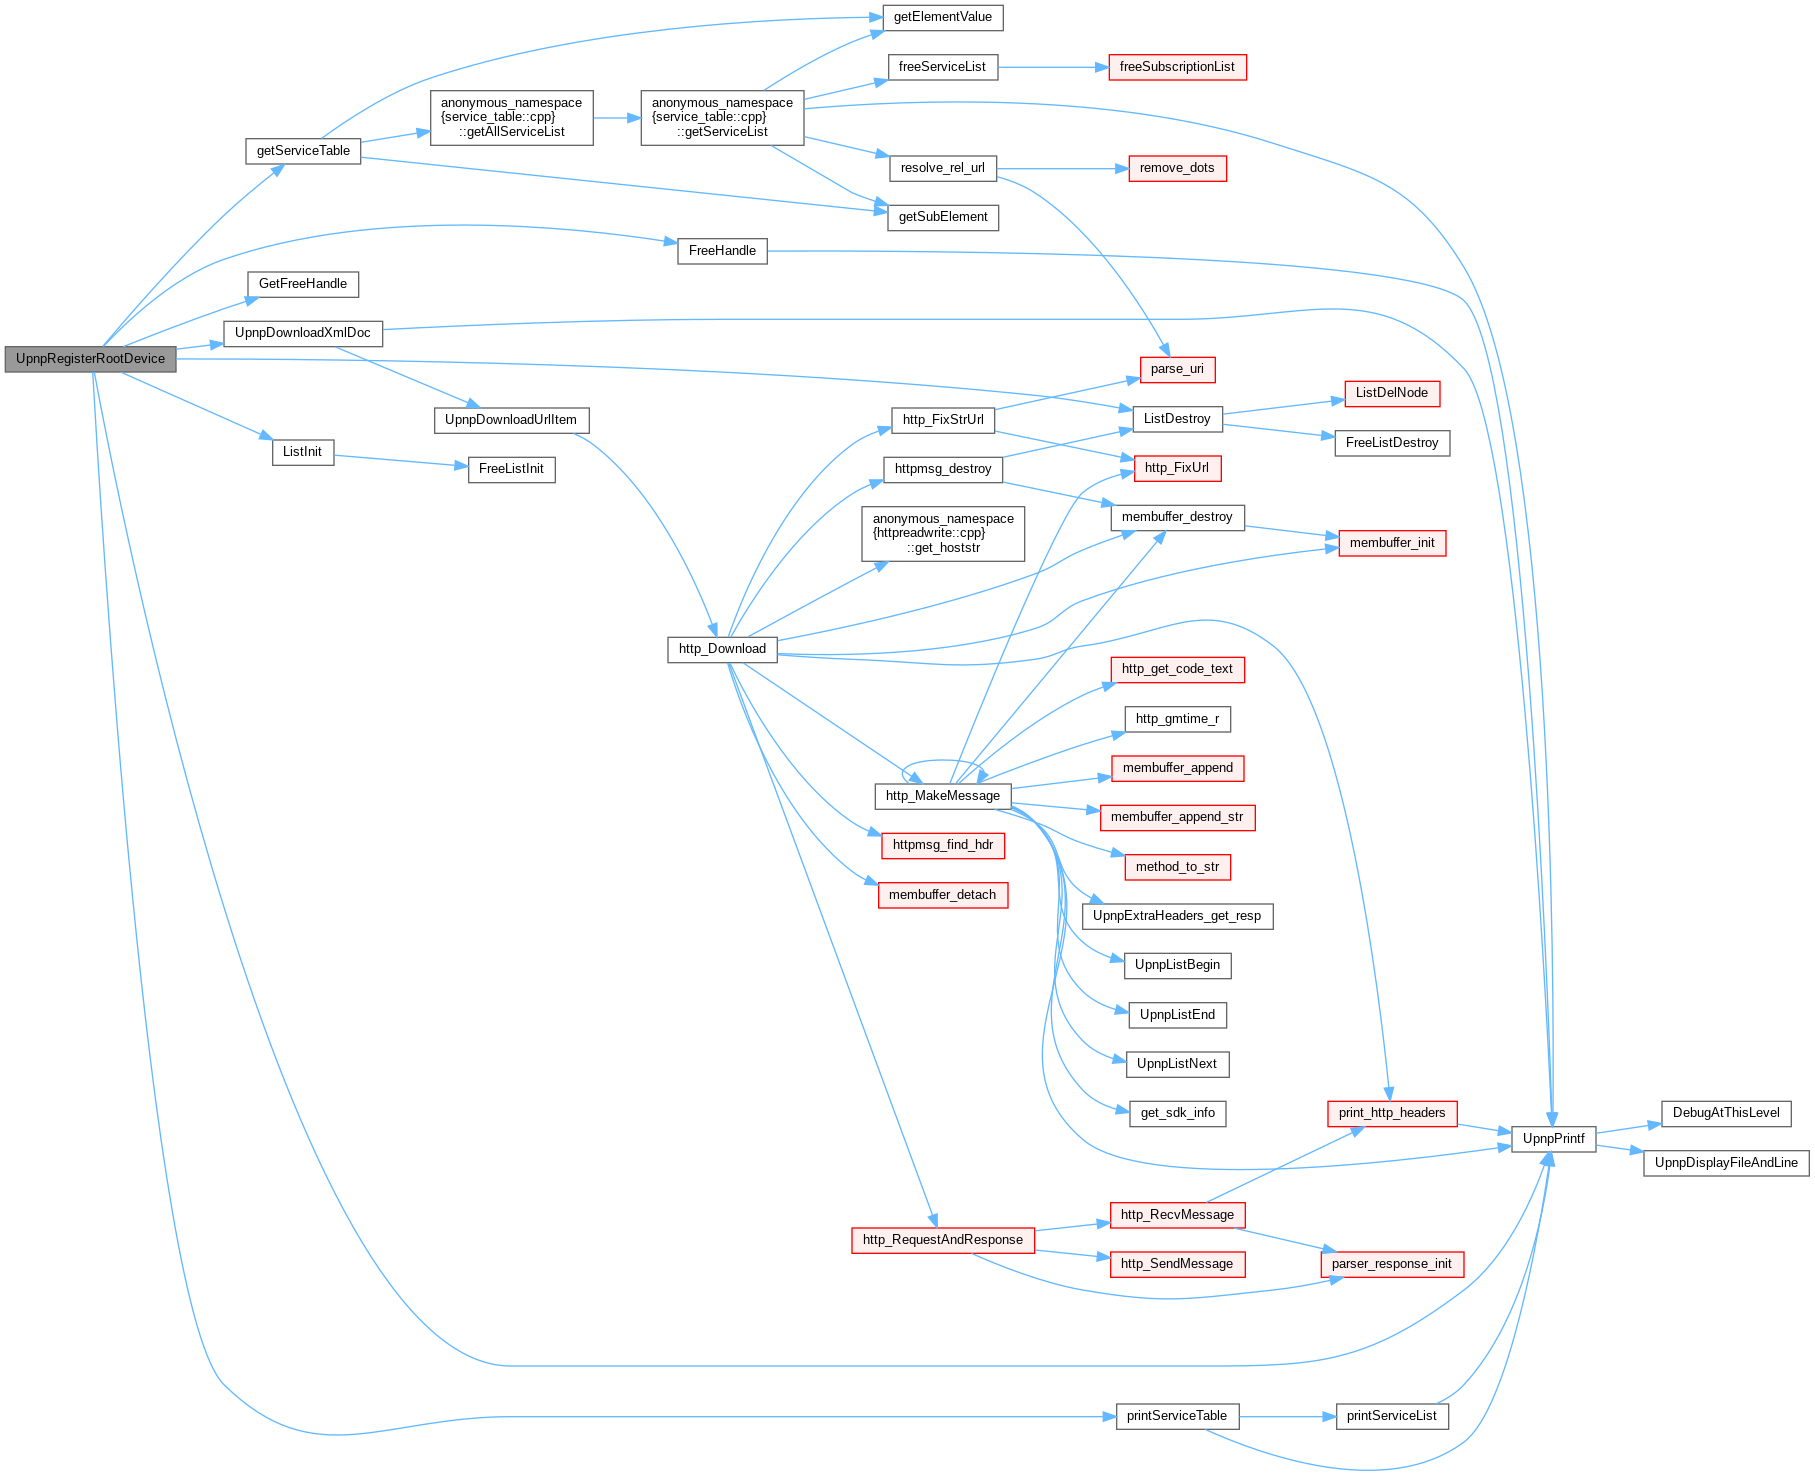 getElementValue
freeServiceList
freeSubscriptionList
anonymous_namespace
{service_table::cpp}
::getAllServiceList
anonymous_namespace
{service_table::cpp}
::getServiceList
getServiceTable
resolve_rel_url
remove_dots
getSubElement
FreeHandle
GetFreeHandle
UpnpDownloadXmlDoc
UpnpRegisterRootDevice
parse_uri
ListDelNode
UpnpDownloadUrlItem
http_FixStrUrl
ListDestroy
FreeListDestroy
ListInit
FreeListInit
httpmsg_destroy
http_FixUrl
anonymous_namespace
{httpreadwrite::cpp}
::get_hoststr
membuffer_destroy
membuffer_init
http_Download
http_get_code_text
http_gmtime_r
membuffer_append
http_MakeMessage
membuffer_append_str
httpmsg_find_hdr
method_to_str
membuffer_detach
UpnpExtraHeaders_get_resp
UpnpListBegin
UpnpListEnd
UpnpListNext
get_sdk_info
print_http_headers
DebugAtThisLevel
UpnpPrintf
UpnpDisplayFileAndLine
http_RecvMessage
http_RequestAndResponse
http_SendMessage
parser_response_init
printServiceTable
printServiceList